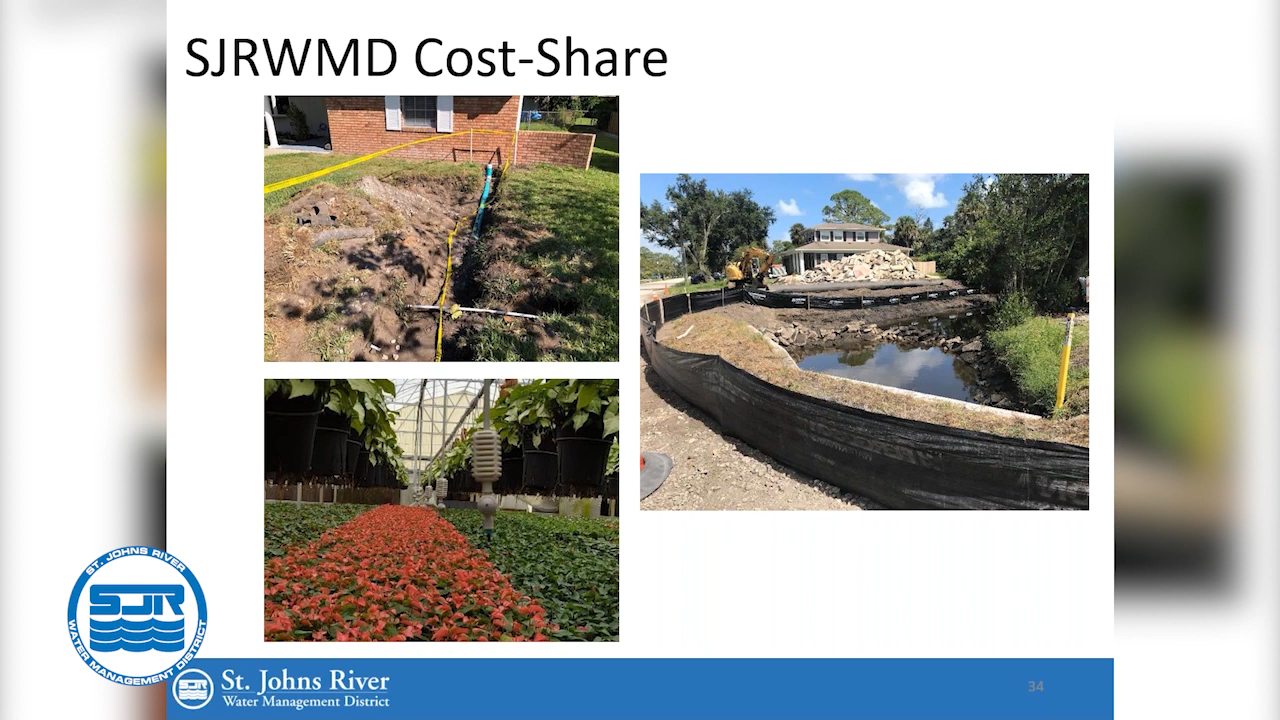 SJRWMD Cost-Share
ST. JOHNS RIVER
SJR
WATER MANAGEMENT DISTRICT
St. Johns River
Water Management District
34